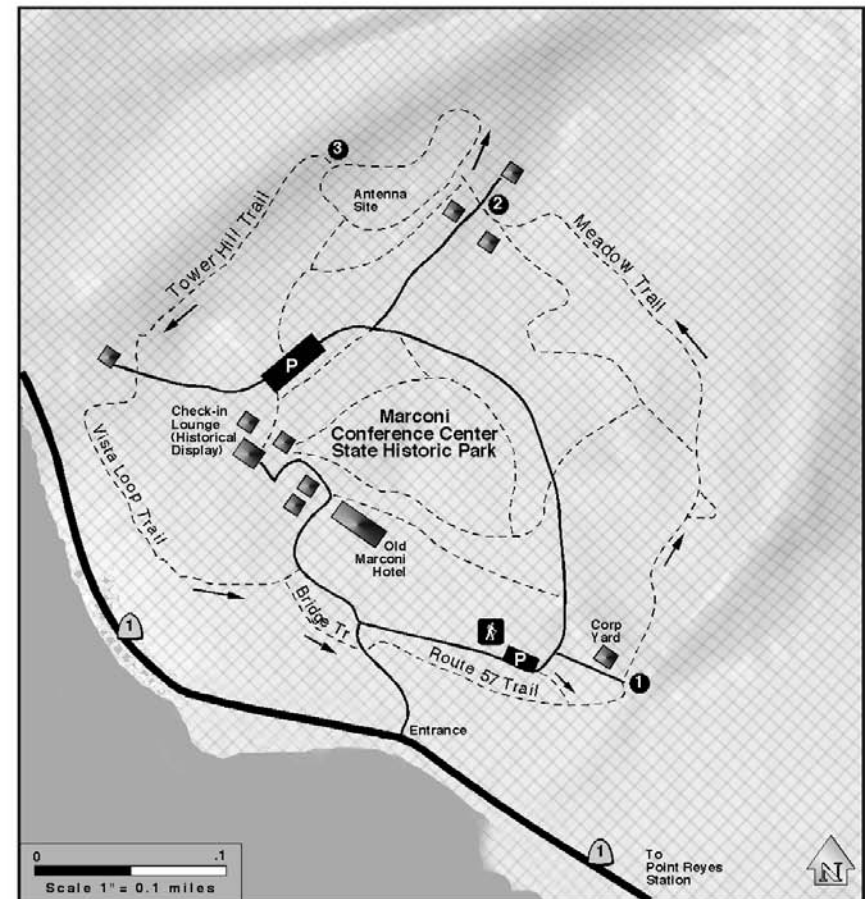 3
Antenna
Site
2
Tower Hill Trail
Meadow Trail
P
Check-in
Lounge
(Historical
Display)
Marconi
Conference Center
State Historic Park
Vista Loop Trail
Old
Marconi
Hotel
Bridge Tr
1
Corp
Yard
P
Route 57 Trail
1
Entrance
0 .1
Scale 1" = 0.1 miles
1
To
Point Reyes
Station
N